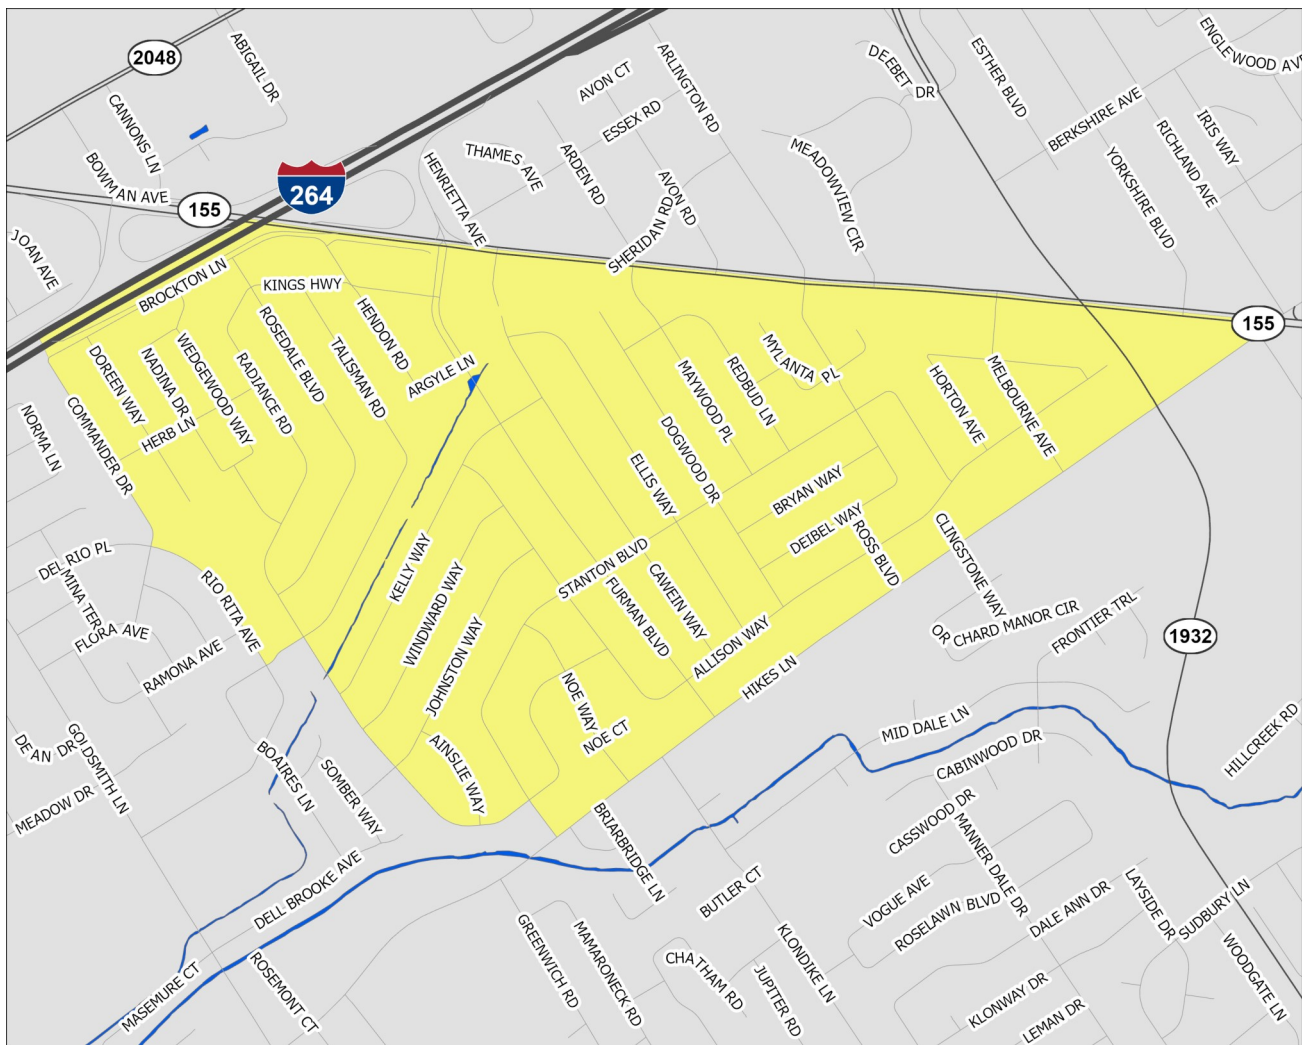 2048
ABIGAIL DR
CANNONS LN
BOWMAN AVE
155
264
JOAN AVE
AVON CT
ARLINGTON RD
ESSEX RD
THAMES AVE
ARDEN RD
HENRIETTA AVE
AVON RD
SHERIDAN RD
DEEBET DR
MEADOWVIEW CIR
ESTHER BLVD
BERKSHIRE AVE
ENGLEWOOD AVE
IRIS WAY
RICHLAND AVE
YORKSHIRE BLVD
155
BROCKTON LN
KINGS HWY
HENDON RD
ROSEDALE BLVD
TALISMAN RD
ARGYLE LN
DOREEN WAY
NADINA DR
WEDGEWOOD WAY
RADIANCE RD
HERB LN
COMMANDER DR
NORMA LN
MYLANTA PL
REDBUD LN
MAYWOOD PL
DOGWOOD DR
ELLIS WAY
HORTON AVE
MELBOURNE AVE
BRYAN WAY
DEIBEL WAY
ROSS BLVD
CLINGSTONE WAY
STANTON BLVD
CAWEIN WAY
FURMAN BLVD
ALLISON WAY
HIKES LN
KELLY WAY
WINDWARD WAY
JOHNSTON WAY
NOE WAY
NOE CT
AINSLIE WAY
DEL RIO PL
MINA TER
FLORA AVE
RIO RITA AVE
RAMONA AVE
ORCHARD MANOR CIR
FRONTIER TRL
1932
DEAN DR
MEADOW DR
GOLDSMITH LN
BOAIRES LN
SOMBER WAY
DELL BROOKE AVE
BRIARBRIDGE LN
MID DALE LN
CABINWOOD DR
HILLCREEK RD
CASSWOOD DR
MANNER DALE DR
VOGUE AVE
ROSELAWN BLVD
DALE ANN DR
LAYSIDE DR
SUDBURY LN
WOODGATE LN
BUTLER CT
KLONDIKE LN
GREENWICH RD
MAMARONECK RD
CHATHAM RD
JUPITER RD
KLONWAY DR
LEMAN DR
MASEMURE CT
ROSEMONT CT